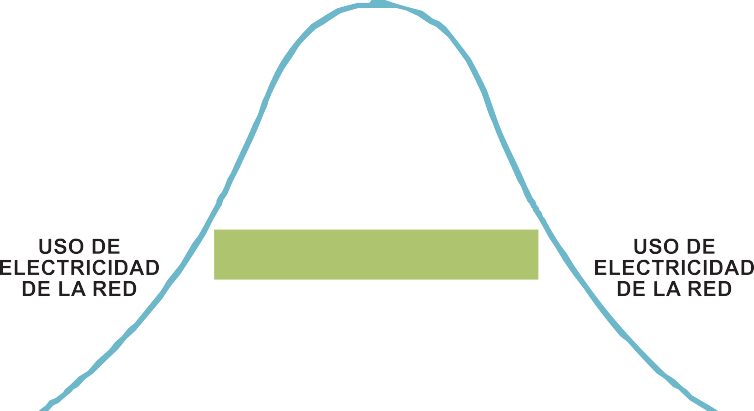 USO DE
ELECTRICIDAD
DE LA RED
USO DE
ELECTRICIDAD
DE LA RED